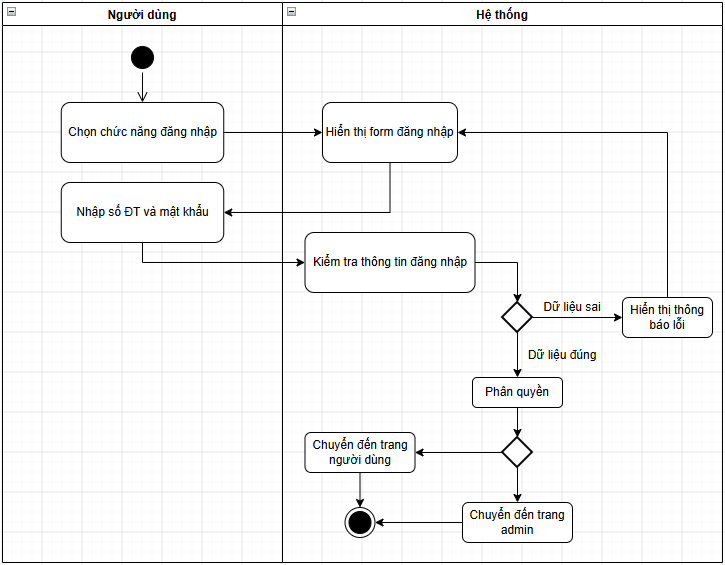 Người dùng
Hệ thống
Chọn chức năng đăng nhập
Hiển thị form đăng nhập
Nhập số ĐT và mật khẩu
Kiểm tra thông tin đăng nhập
Dữ liệu sai
Hiển thị thông
báo lỗi
Dữ liệu đúng
Phân quyền
Chuyển đến trang
người dùng
Chuyển đến trang
admin